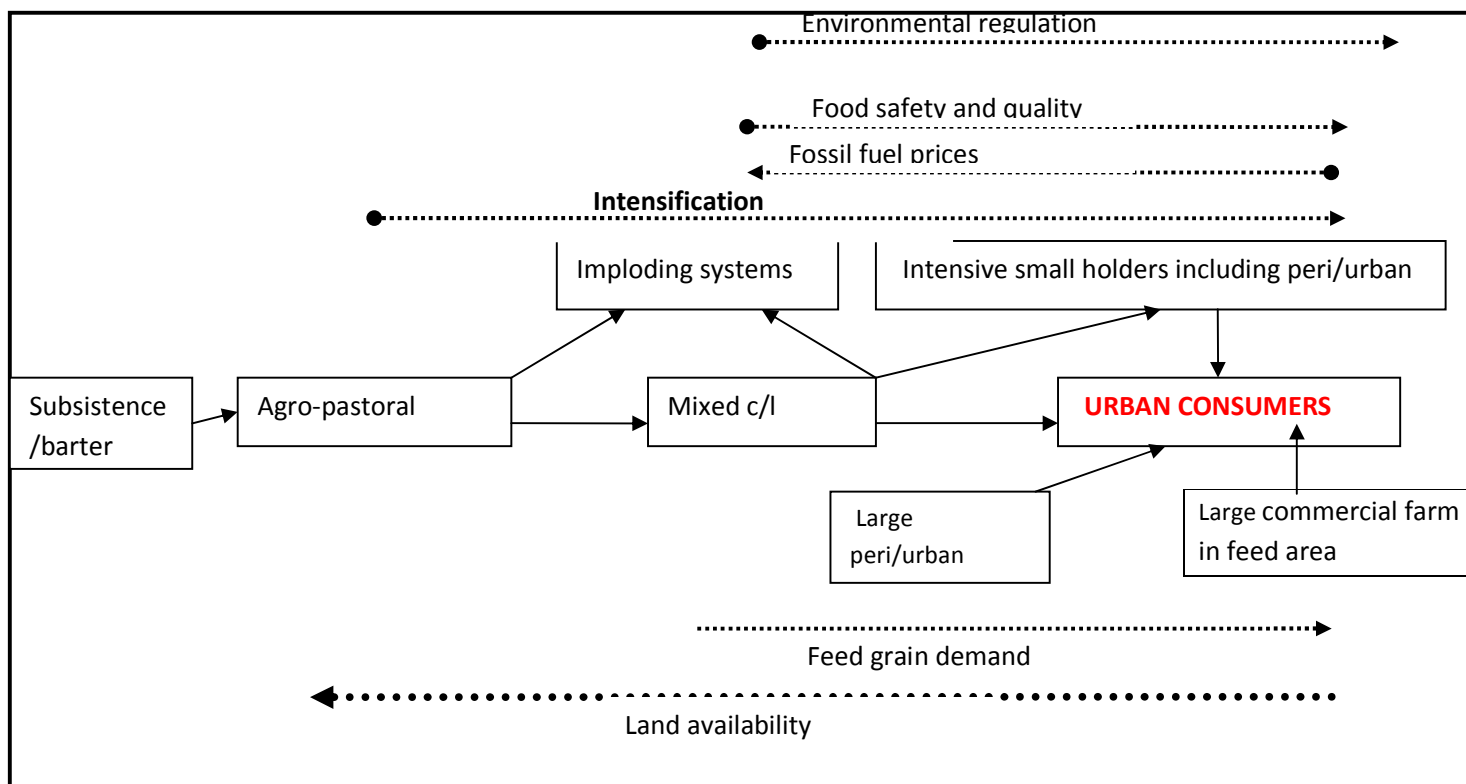 Environmental regulation
Food safety and quality
Fossil fuel prices
Intensification
Imploding systems
Intensive small holders including peri/urban
Subsistence
/barter
Agro-pastoral
Mixed c/l
URBAN CONSUMERS
Large
peri/urban
Large commercial farm
in feed area
Feed grain demand
Land availability